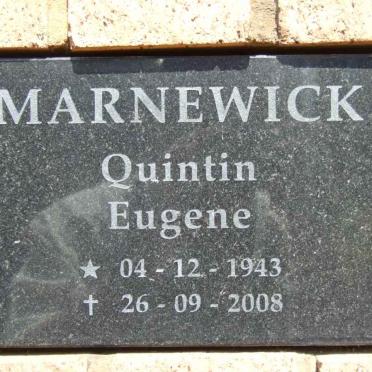 MARNEWICK
Quintin
Eugene
★ 04 - 12 - 1943
✝ 26 - 09 - 2008